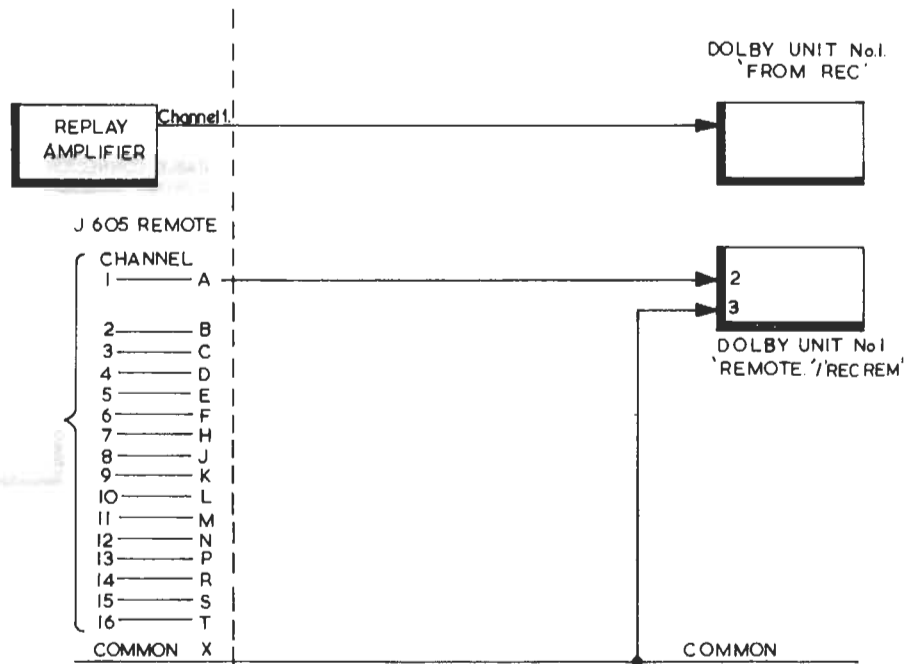 DOLBY UNIT No.1.
'FROM REC'
Channel 1.
REPLAY
AMPLIFIER
J 605 REMOTE
CHANNEL
1 A
2
3
2 B
3 C
4 D
5 E
6 F
7 H
8 J
9 K
10 L
11 M
12 N
13 P
14 R
15 S
16 T
DOLBY UNIT No 1
'REMOTE.'/'REC REM'
COMMON X
COMMON